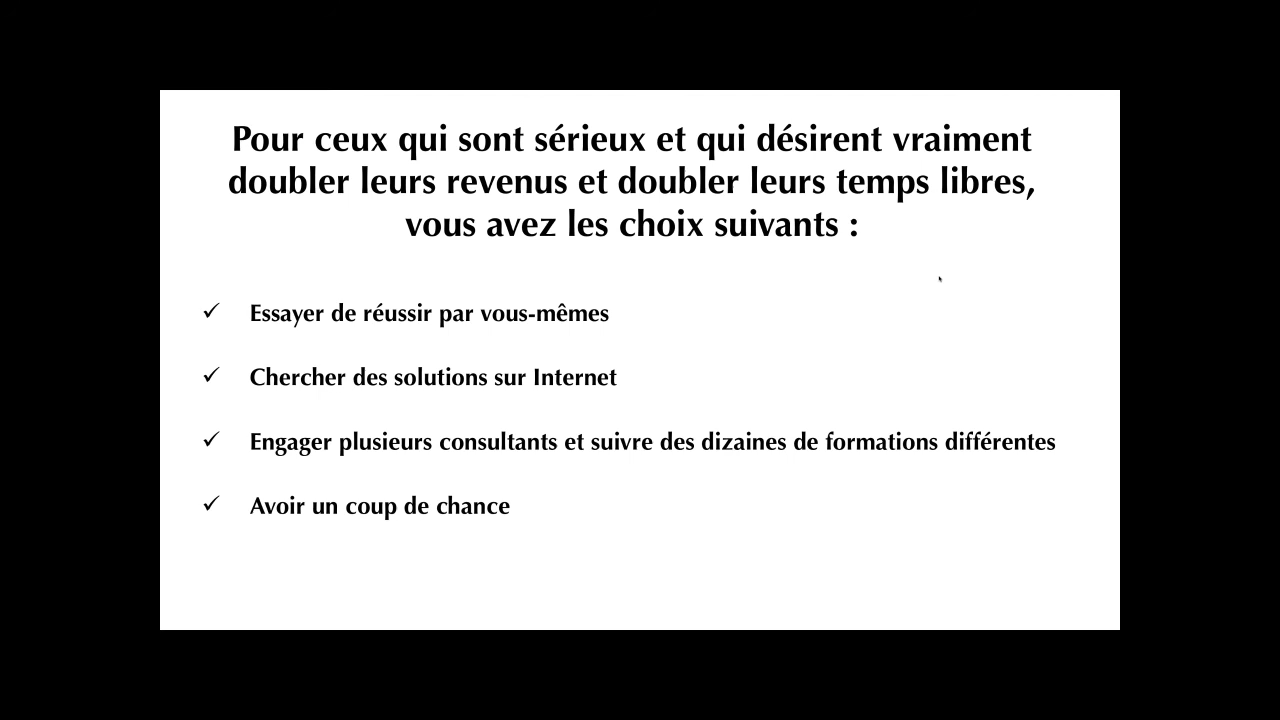 Pour ceux qui sont sérieux et qui désirent vraiment
doubler leurs revenus et doubler leurs temps libres,
vous avez les choix suivants :
✓ Essayer de réussir par vous-mêmes
✓ Chercher des solutions sur Internet
✓ Engager plusieurs consultants et suivre des dizaines de formations différentes
✓ Avoir un coup de chance